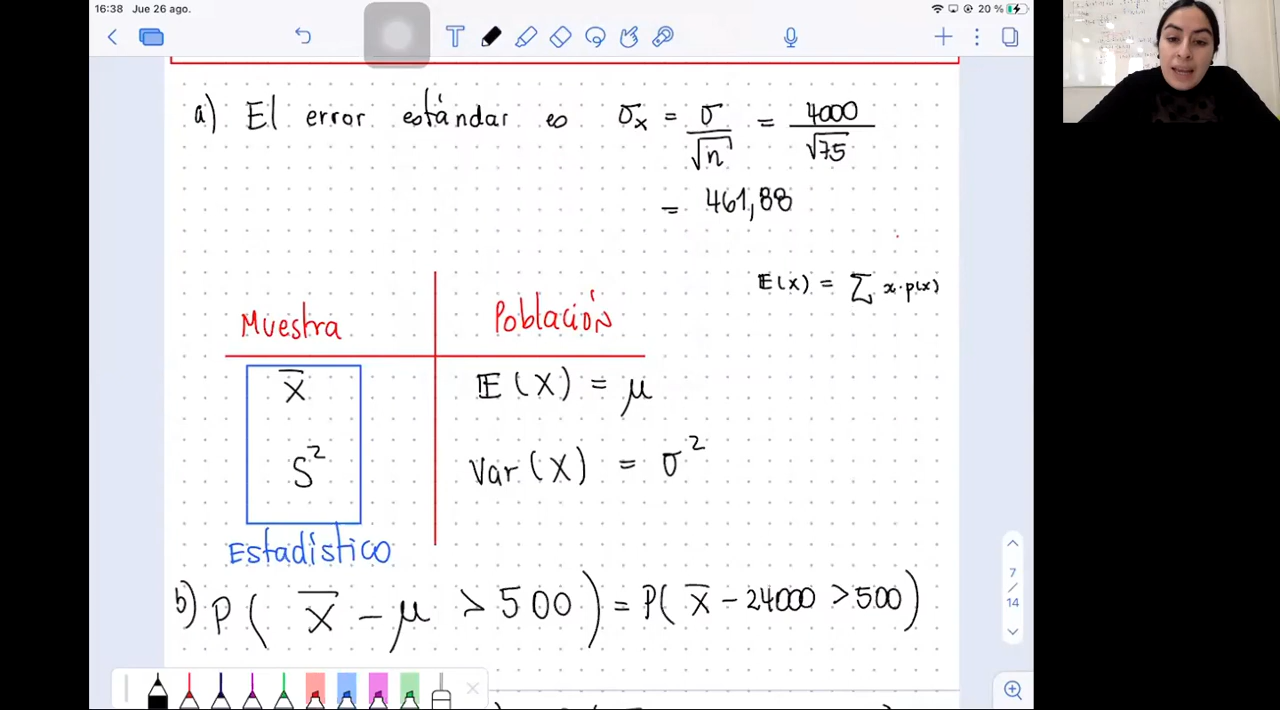 16:38 Jue 26 ago.
20 %
a) El error estándar es σx = σ/√n = 4000/√75
= 461,88
E(X) = Σ x·p(x)
Muestra Población
x̄ E(X) = μ
S² Var(X) = σ²
Estadístico
b) P( x̄ - μ > 500) = P( x̄ - 24000 > 500)
7
/
14